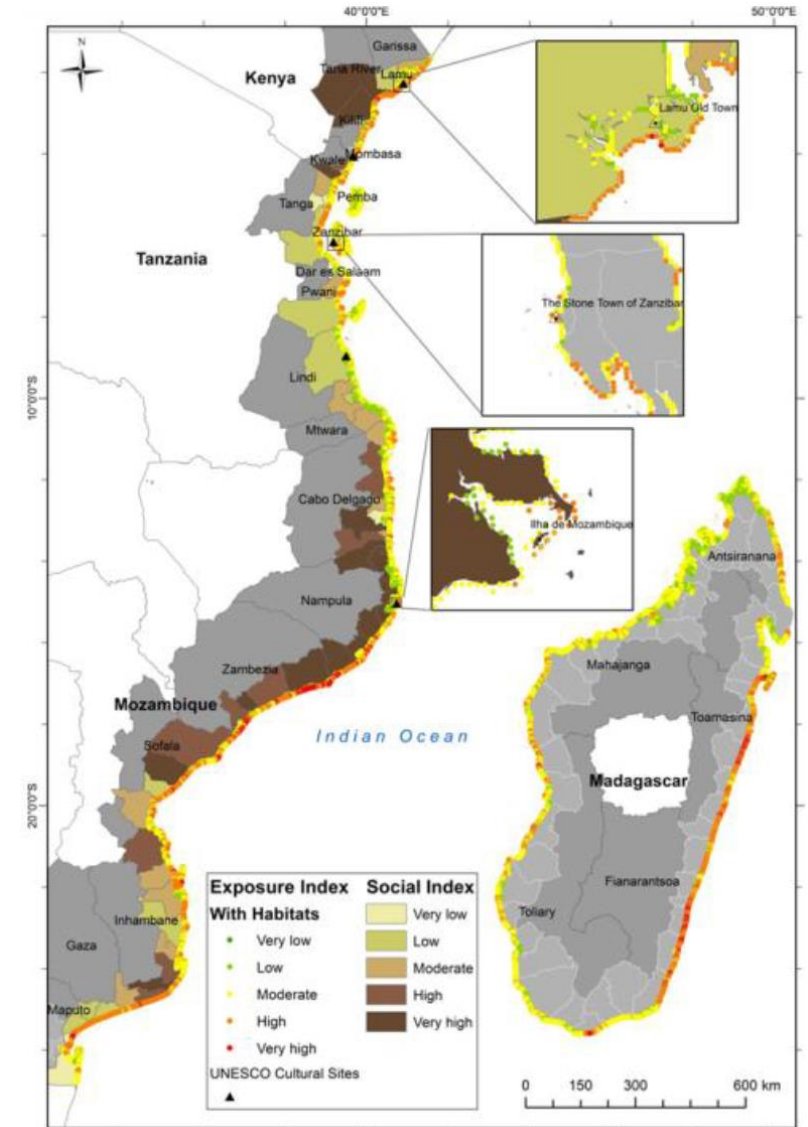 40°0'0"E
50°0'0"E
N
Garissa
Tana River
Lamu
Kenya
Kilifi
Mombasa
Kwale
Lamu Old Town
Pemba
Tanga
Zanzibar
Tanzania
Dar es Salaam
Pwani
The Stone Town of Zanzibar
Lindi
10°0'0"S
Mtwara
Cabo Delgado
Ilha de Mozambique
Nampula
Antsiranana
Zambezia
Mahajanga
Mozambique
Toamasina
Sofala
Indian Ocean
Madagascar
20°0'0"S
Fianarantsoa
Toliary
Inhambane
Gaza
Maputo
Exposure Index
With Habitats
Very low
Low
Moderate
High
Very high
UNESCO Cultural Sites
Social Index
Very low
Low
Moderate
High
Very high
0 150 300 600 km